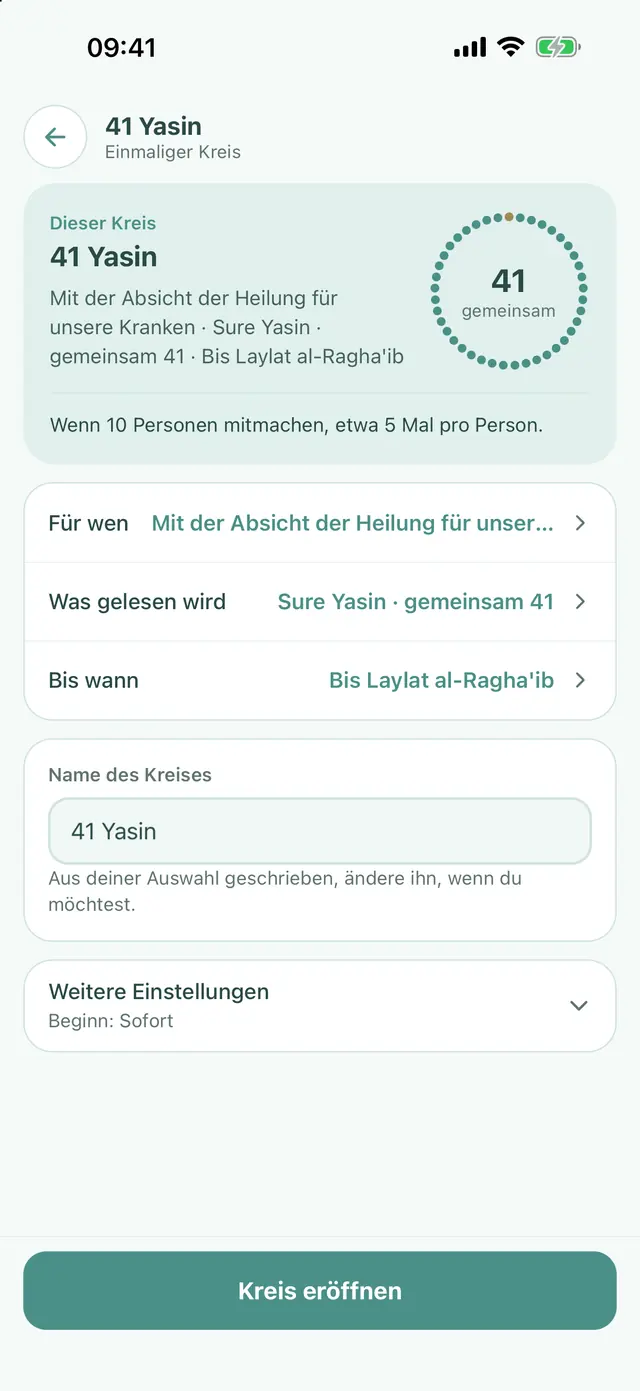 09:41
41 Yasin
Einmaliger Kreis
Dieser Kreis
41 Yasin
Mit der Absicht der Heilung für
unsere Kranken · Sure Yasin ·
gemeinsam 41 · Bis Laylat al-Ragha'ib
41
gemeinsam
Wenn 10 Personen mitmachen, etwa 5 Mal pro Person.
Für wen Mit der Absicht der Heilung für unser...
Was gelesen wird Sure Yasin · gemeinsam 41
Bis wann Bis Laylat al-Ragha'ib
Name des Kreises
41 Yasin
Aus deiner Auswahl geschrieben, ändere ihn, wenn du
möchtest.
Weitere Einstellungen
Beginn: Sofort
Kreis eröffnen